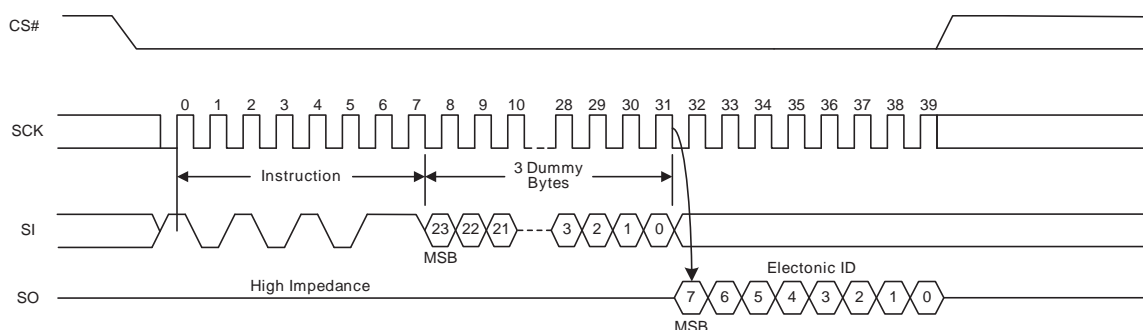 CS#
0 1 2 3 4 5 6 7 8 9 10 28 29 30 31 32 33 34 35 36 37 38 39
SCK
Instruction
3 Dummy
Bytes
SI
23 22 21 3 2 1 0
MSB
Electonic ID
High Impedance
SO
7 6 5 4 3 2 1 0
MSB